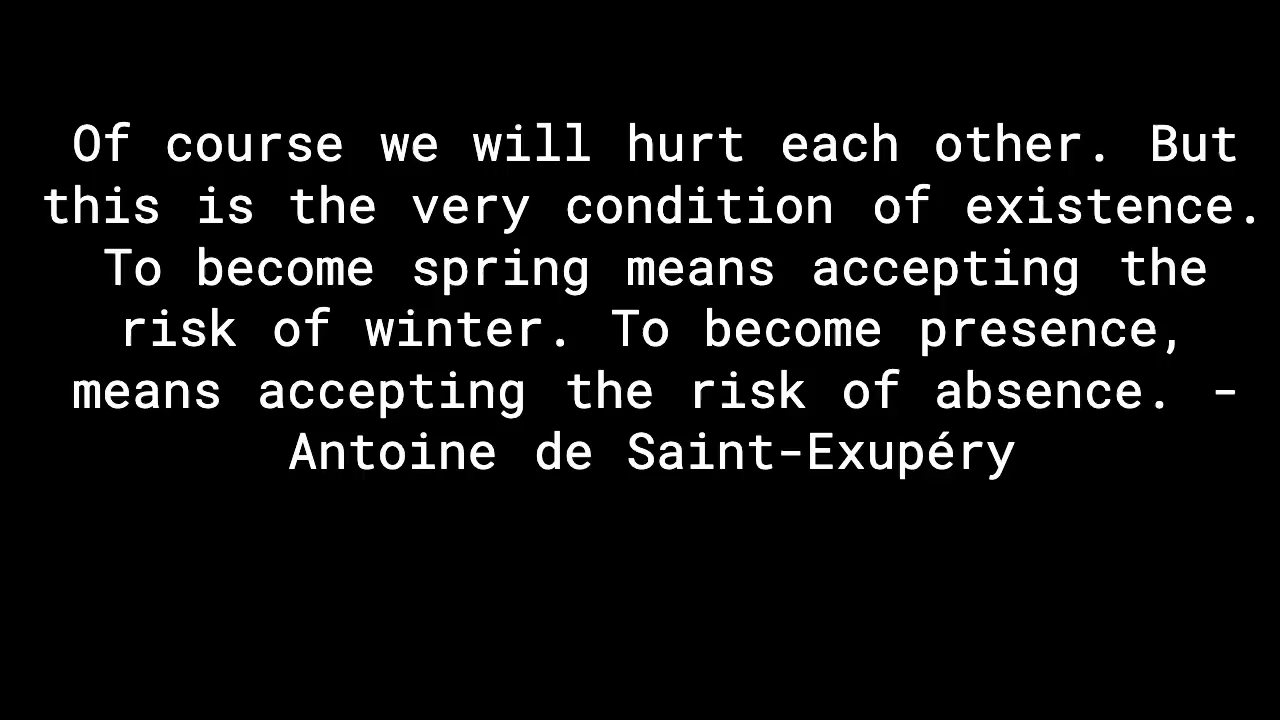 Of course we will hurt each other. But
this is the very condition of existence.
To become spring means accepting the
risk of winter. To become presence,
means accepting the risk of absence. -
Antoine de Saint-Exupéry